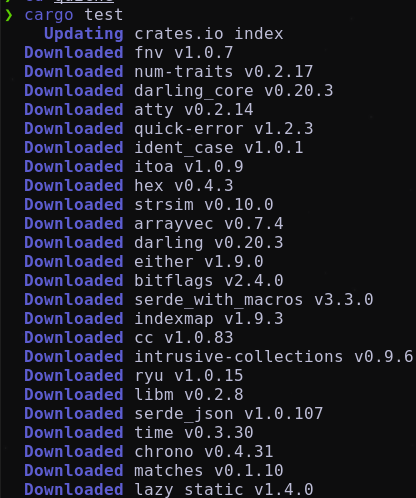 ❯ cargo test
Updating crates.io index
Downloaded fnv v1.0.7
Downloaded num-traits v0.2.17
Downloaded darling_core v0.20.3
Downloaded atty v0.2.14
Downloaded quick-error v1.2.3
Downloaded ident_case v1.0.1
Downloaded itoa v1.0.9
Downloaded hex v0.4.3
Downloaded strsim v0.10.0
Downloaded arrayvec v0.7.4
Downloaded darling v0.20.3
Downloaded either v1.9.0
Downloaded bitflags v2.4.0
Downloaded serde_with_macros v3.3.0
Downloaded indexmap v1.9.3
Downloaded cc v1.0.83
Downloaded intrusive-collections v0.9.6
Downloaded ryu v1.0.15
Downloaded libm v0.2.8
Downloaded serde_json v1.0.107
Downloaded time v0.3.30
Downloaded chrono v0.4.31
Downloaded matches v0.1.10
Downloaded lazy_static v1.4.0